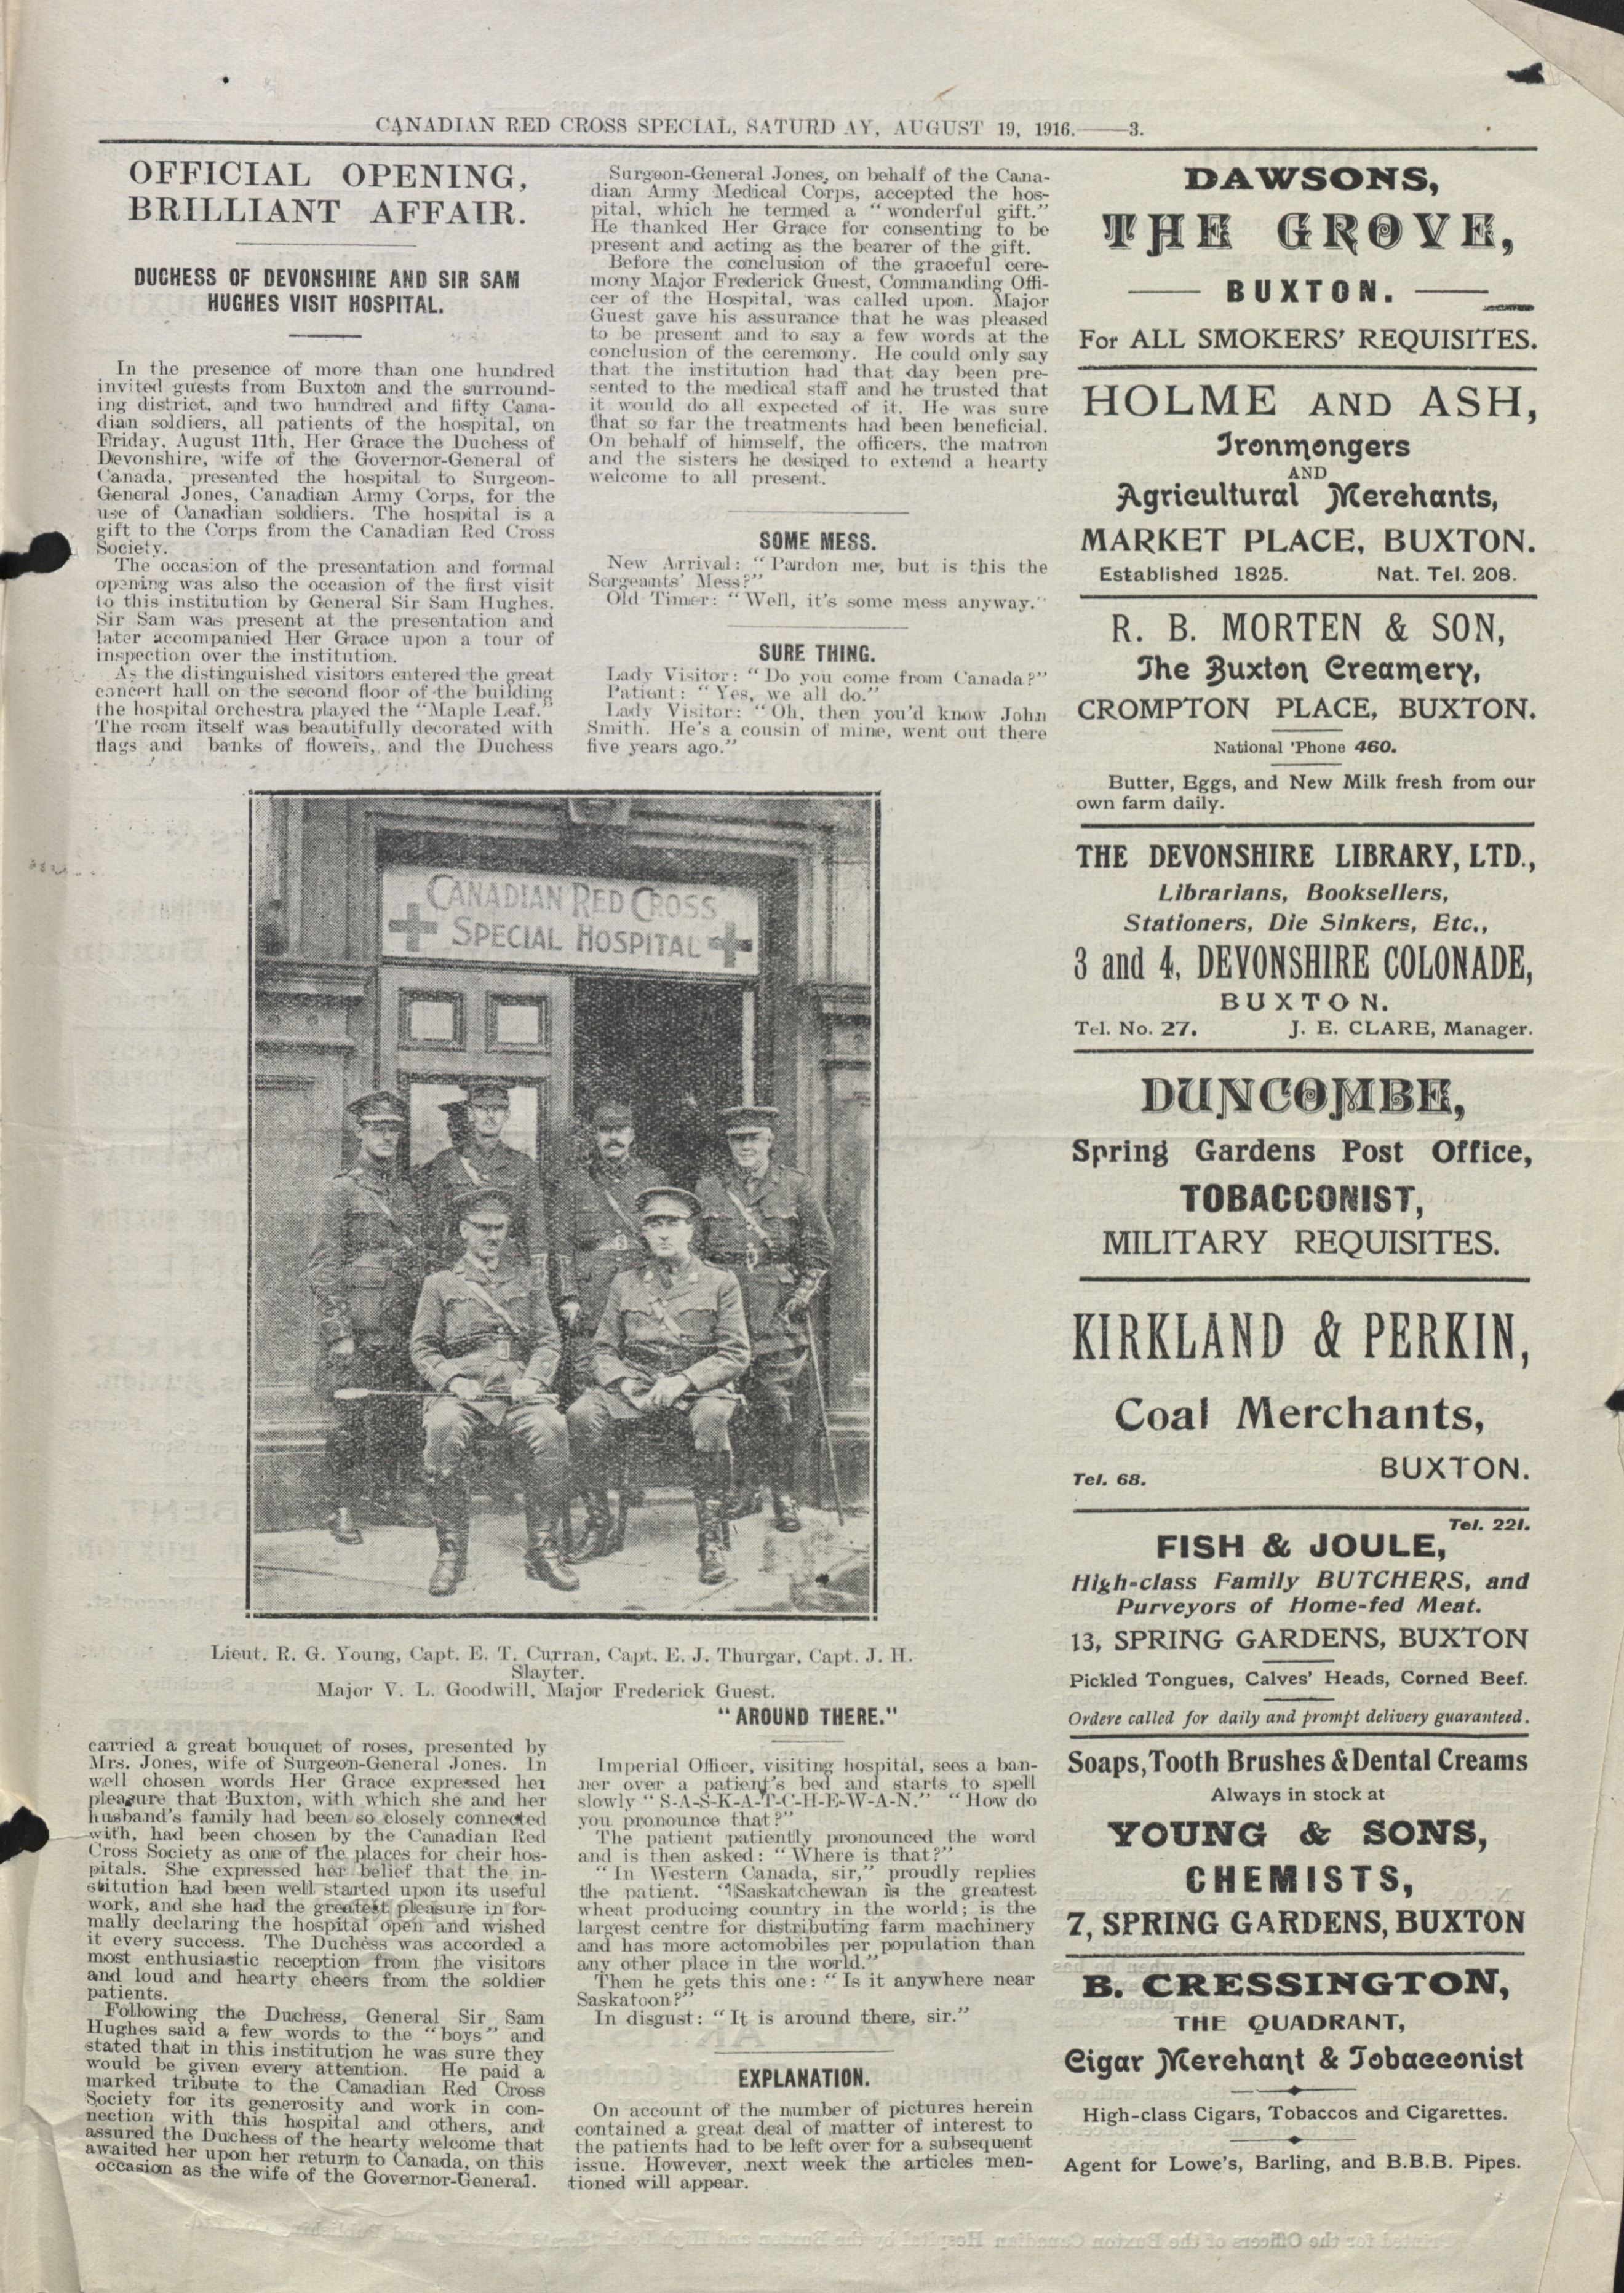 CANADIAN RED CROSS SPECIAL, SATURD AY, AUGUST 19, 1916.——3.
OFFICIAL OPENING,
BRILLIANT AFFAIR.
DUCHESS OF DEVONSHIRE AND SIR SAM
HUGHES VISIT HOSPITAL.
In the presence of more than one hundred
invited guests from Buxton and the surround-
ing district, and two hundred and fifty Cana-
dian soldiers, all patients of the hospital, on
Friday, August 11th, Her Grace the Duchess of
Devonshire, wife of the Governor-General of
Canada, presented the hospital to Surgeon-
General Jones, Canadian Army Corps, for the
use of Canadian soldiers. The hospital is a
gift to the Corps from the Canadian Red Cross
Society.
The occasion of the presentation and formal
opening was also the occasion of the first visit
to this institution by General Sir Sam Hughes.
Sir Sam was present at the presentation and
later accompanied Her Grace upon a tour of
inspection over the institution.
As the distinguished visitors entered the great
concert hall on the second floor of the building
the hospital orchestra played the "Maple Leaf."
The room itself was beautifully decorated with
flags and banks of flowers, and the Duchess
Surgeon-General Jones, on behalf of the Cana-
dian Army Medical Corps, accepted the hos-
pital, which he termed a "wonderful gift."
He thanked Her Grace for consenting to be
present and acting as the bearer of the gift.
Before the conclusion of the graceful cere-
mony Major Frederick Guest, Commanding Offi-
cer of the Hospital, was called upon. Major
Guest gave his assurance that he was pleased
to be present and to say a few words at the
conclusion of the ceremony. He could only say
that the institution had that day been pre-
sented to the medical staff and he trusted that
it would do all expected of it. He was sure
that so far the treatments had been beneficial.
On behalf of himself, the officers, the matron
and the sisters he desired to extend a hearty
welcome to all present.
SOME MESS.
New Arrival: "Pardon me, but is this the
Sergeants' Mess?"
Old Timer: "Well, it's some mess anyway."
SURE THING.
Lady Visitor: "Do you come from Canada?"
Patient: "Yes, we all do."
Lady Visitor: "Oh, then you'd know John
Smith. He's a cousin of mine, went out there
five years ago."
CANADIAN RED CROSS
SPECIAL HOSPITAL
Lieut. R. G. Young, Capt. E. T. Curran, Capt. E. J. Thurgar, Capt. J. H.
Slayter.
Major V. L. Goodwill, Major Frederick Guest.
carried a great bouquet of roses, presented by
Mrs. Jones, wife of Surgeon-General Jones. In
well chosen words Her Grace expressed her
pleasure that Buxton, with which she and her
husband's family had been so closely connected
with, had been chosen by the Canadian Red
Cross Society as one of the places for their hos-
pitals. She expressed her belief that the in-
stitution had been well started upon its useful
work, and she had the greatest pleasure in for-
mally declaring the hospital open and wished
it every success. The Duchess was accorded a
most enthusiastic reception from the visitors
and loud and hearty cheers from the soldier
patients.
Following the Duchess, General Sir Sam
Hughes said a few words to the "boys" and
stated that in this institution he was sure they
would be given every attention. He paid a
marked tribute to the Canadian Red Cross
Society for its generosity and work in con-
nection with this hospital and others, and
assured the Duchess of the hearty welcome that
awaited her upon her return to Canada, on this
occasion as the wife of the Governor-General.
"AROUND THERE."
Imperial Officer, visiting hospital, sees a ban-
ner over a patient's bed and starts to spell
slowly "S-A-S-K-A-T-C-H-E-W-A-N." "How do
you pronounce that?"
The patient patiently pronounced the word
and is then asked: "Where is that?"
"In Western Canada, sir," proudly replies
the patient. "Saskatchewan is the greatest
wheat producing country in the world; is the
largest centre for distributing farm machinery
and has more actomobiles per population than
any other place in the world."
Then he gets this one: "Is it anywhere near
Saskatoon?"
In disgust: "It is around there, sir."
EXPLANATION.
On account of the number of pictures herein
contained a great deal of matter of interest to
the patients had to be left over for a subsequent
issue. However, next week the articles men-
tioned will appear.
DAWSONS,
THE GROVE,
BUXTON.
For ALL SMOKERS' REQUISITES.
HOLME AND ASH,
Ironmongers
AND
Agricultural Merchants,
MARKET PLACE, BUXTON.
Established 1825. Nat. Tel. 208.
R. B. MORTEN & SON,
The Buxton Creamery,
CROMPTON PLACE, BUXTON.
National 'Phone 460.
Butter, Eggs, and New Milk fresh from our
own farm daily.
THE DEVONSHIRE LIBRARY, LTD.,
Librarians, Booksellers,
Stationers, Die Sinkers, Etc.,
3 and 4, DEVONSHIRE COLONADE,
BUXTON.
Tel. No. 27. J. E. CLARE, Manager.
DUNCOMBE,
Spring Gardens Post Office,
TOBACCONIST,
MILITARY REQUISITES.
KIRKLAND & PERKIN,
Coal Merchants,
BUXTON.
Tel. 68.
Tel. 221.
FISH & JOULE,
High-class Family BUTCHERS, and
Purveyors of Home-fed Meat.
13, SPRING GARDENS, BUXTON
Pickled Tongues, Calves' Heads, Corned Beef.
Ordere called for daily and prompt delivery guaranteed.
Soaps, Tooth Brushes & Dental Creams
Always in stock at
YOUNG & SONS,
CHEMISTS,
7, SPRING GARDENS, BUXTON
B. CRESSINGTON,
THE QUADRANT,
Cigar Merchant & Tobacconist
High-class Cigars, Tobaccos and Cigarettes.
Agent for Lowe's, Barling, and B.B.B. Pipes.